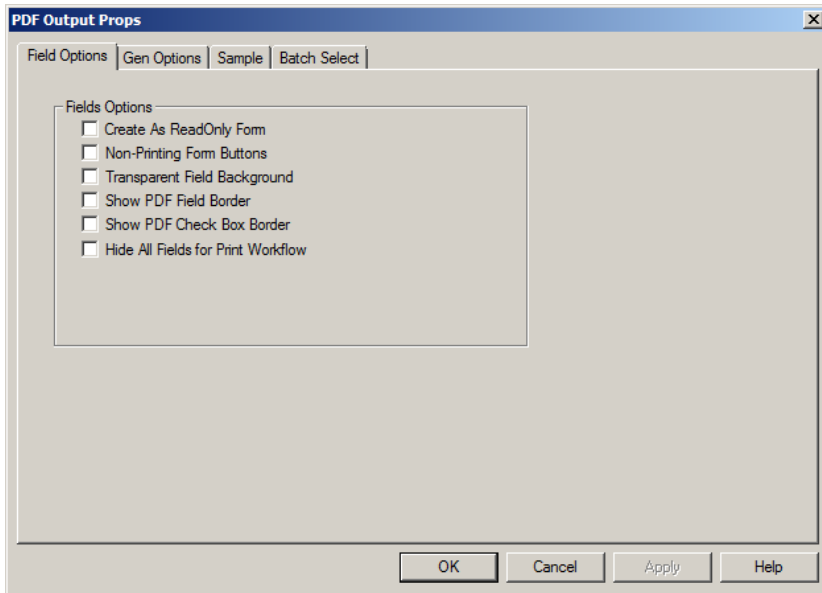 PDF Output Props
Field Options Gen Options Sample Batch Select
Fields Options
Create As ReadOnly Form
Non-Printing Form Buttons
Transparent Field Background
Show PDF Field Border
Show PDF Check Box Border
Hide All Fields for Print Workflow
OK Cancel Apply Help